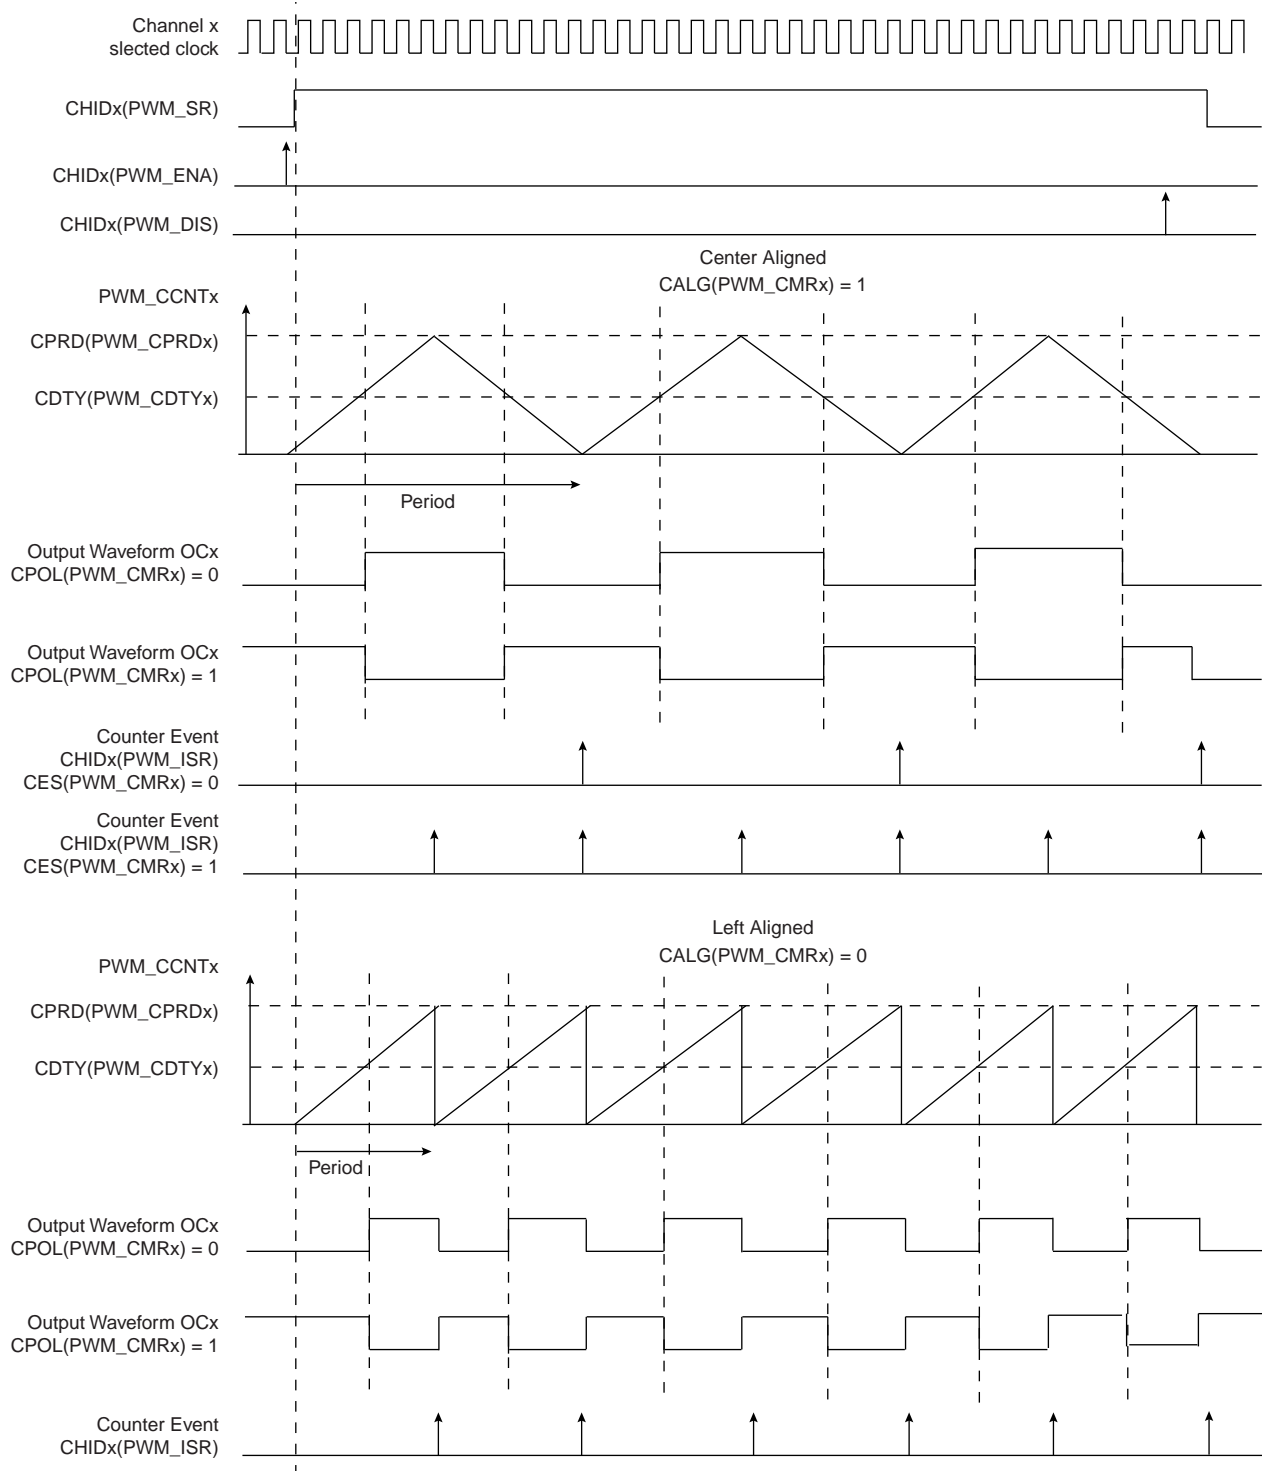 Channel x
slected clock
CHIDx(PWM_SR)
CHIDx(PWM_ENA)
CHIDx(PWM_DIS)
Center Aligned
CALG(PWM_CMRx) = 1
PWM_CCNTx
CPRD(PWM_CPRDx)
CDTY(PWM_CDTYx)
Period
Output Waveform OCx
CPOL(PWM_CMRx) = 0
Output Waveform OCx
CPOL(PWM_CMRx) = 1
Counter Event
CHIDx(PWM_ISR)
CES(PWM_CMRx) = 0
Counter Event
CHIDx(PWM_ISR)
CES(PWM_CMRx) = 1
Left Aligned
CALG(PWM_CMRx) = 0
PWM_CCNTx
CPRD(PWM_CPRDx)
CDTY(PWM_CDTYx)
Period
Output Waveform OCx
CPOL(PWM_CMRx) = 0
Output Waveform OCx
CPOL(PWM_CMRx) = 1
Counter Event
CHIDx(PWM_ISR)